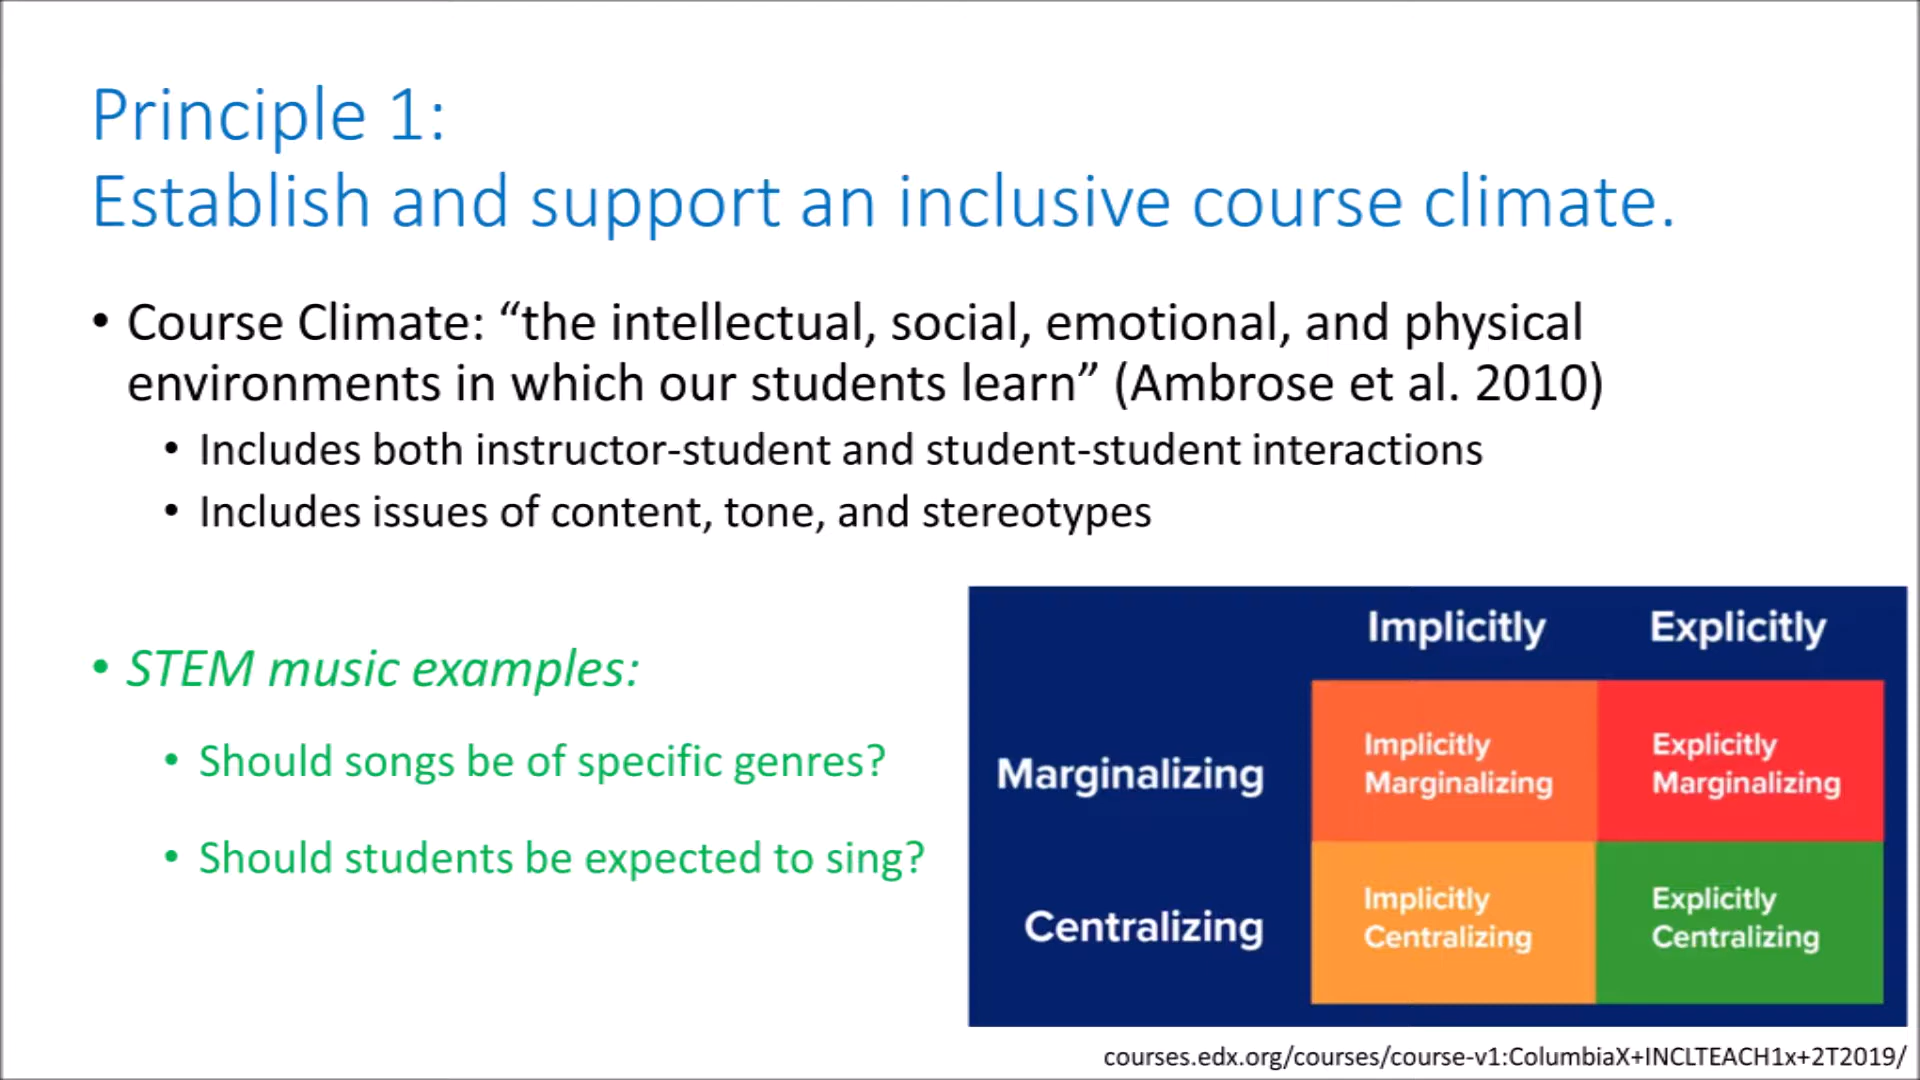 Principle 1:
Establish and support an inclusive course climate.
• Course Climate: “the intellectual, social, emotional, and physical
environments in which our students learn” (Ambrose et al. 2010)
• Includes both instructor-student and student-student interactions
• Includes issues of content, tone, and stereotypes
• STEM music examples:
• Should songs be of specific genres?
• Should students be expected to sing?
Implicitly Explicitly
Marginalizing
Implicitly
Marginalizing
Explicitly
Marginalizing
Centralizing
Implicitly
Centralizing
Explicitly
Centralizing
courses.edx.org/courses/course-v1:ColumbiaX+INCLTEACH1x+2T2019/